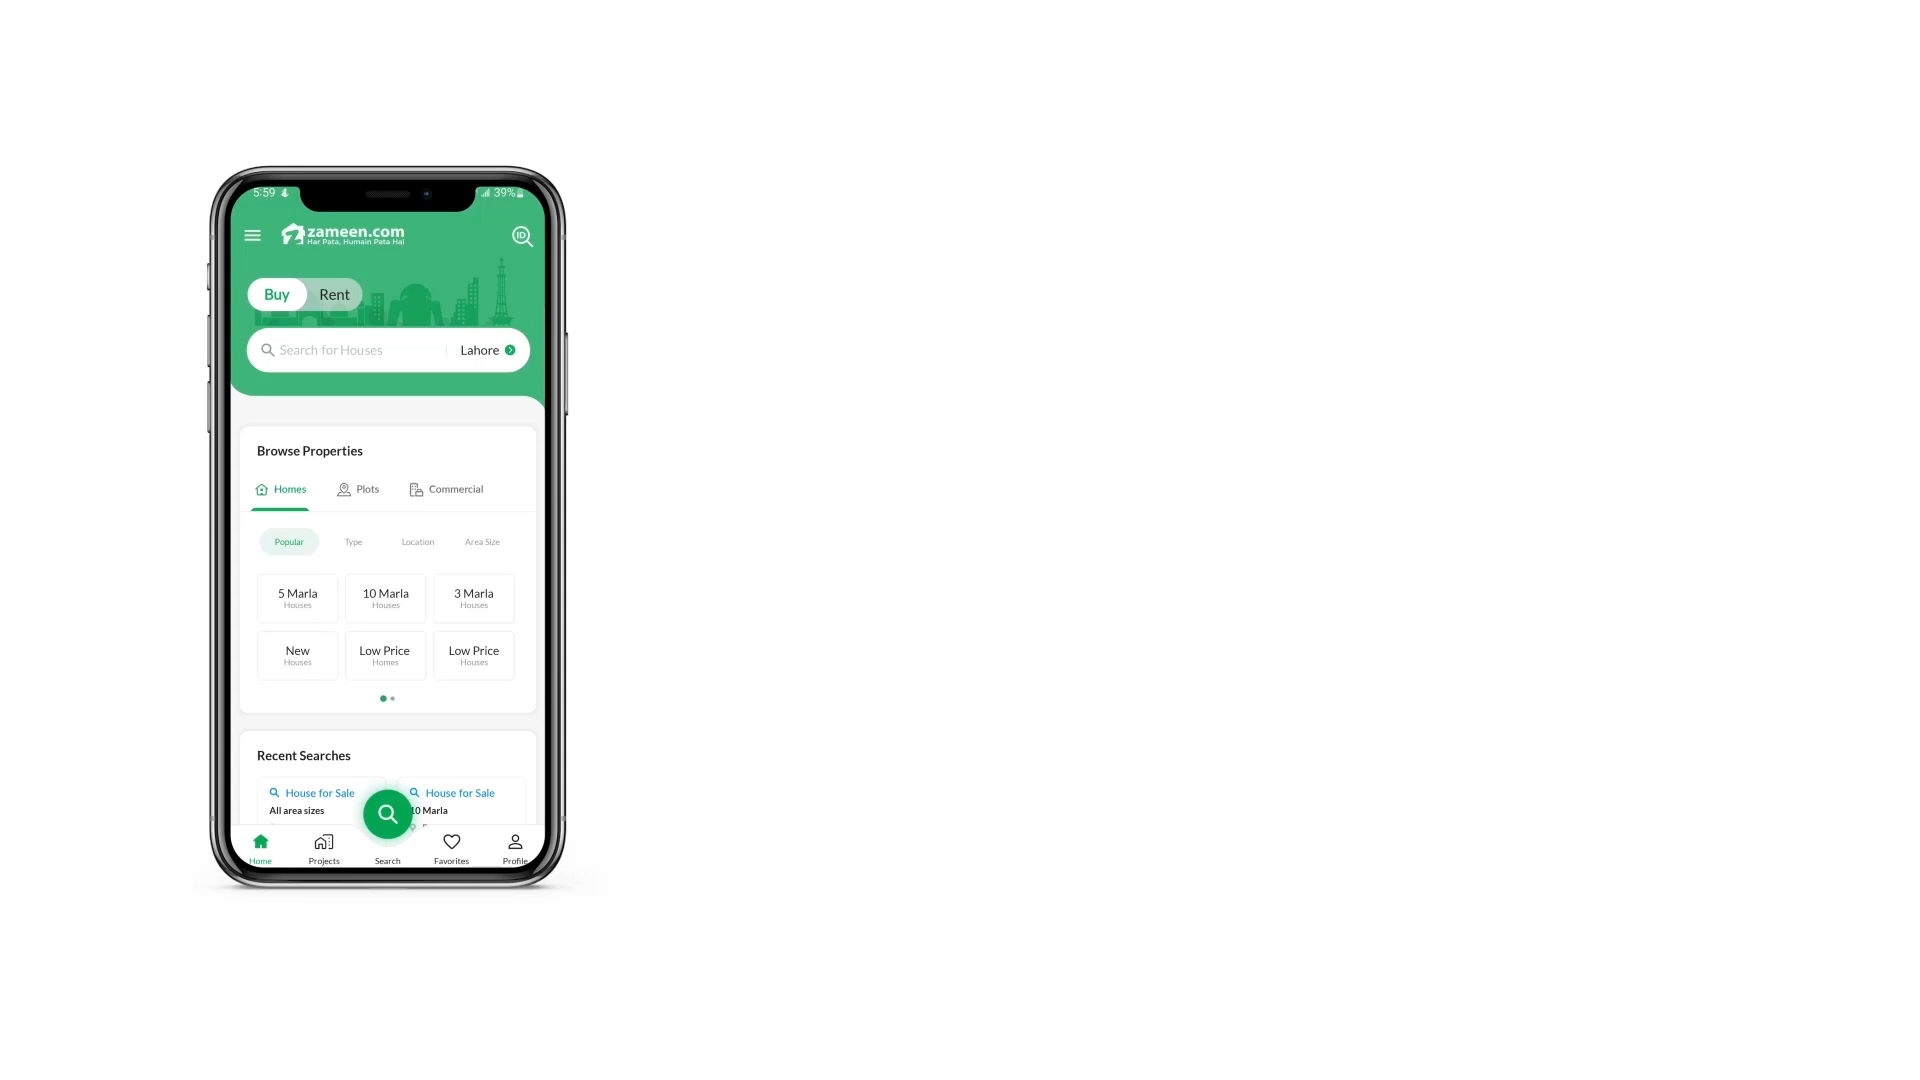 5:59
39%
zameen.com
Har Pata, Humain Pata Hai
ID
Buy Rent
Search for Houses Lahore
Browse Properties
Homes Plots Commercial
Popular Type Location Area Size
5 Marla 10 Marla 3 Marla
Houses Houses Houses
New Low Price Low Price
Houses Homes Houses
Recent Searches
House for Sale House for Sale
All area sizes 10 Marla
Home Projects Search Favorites Profile